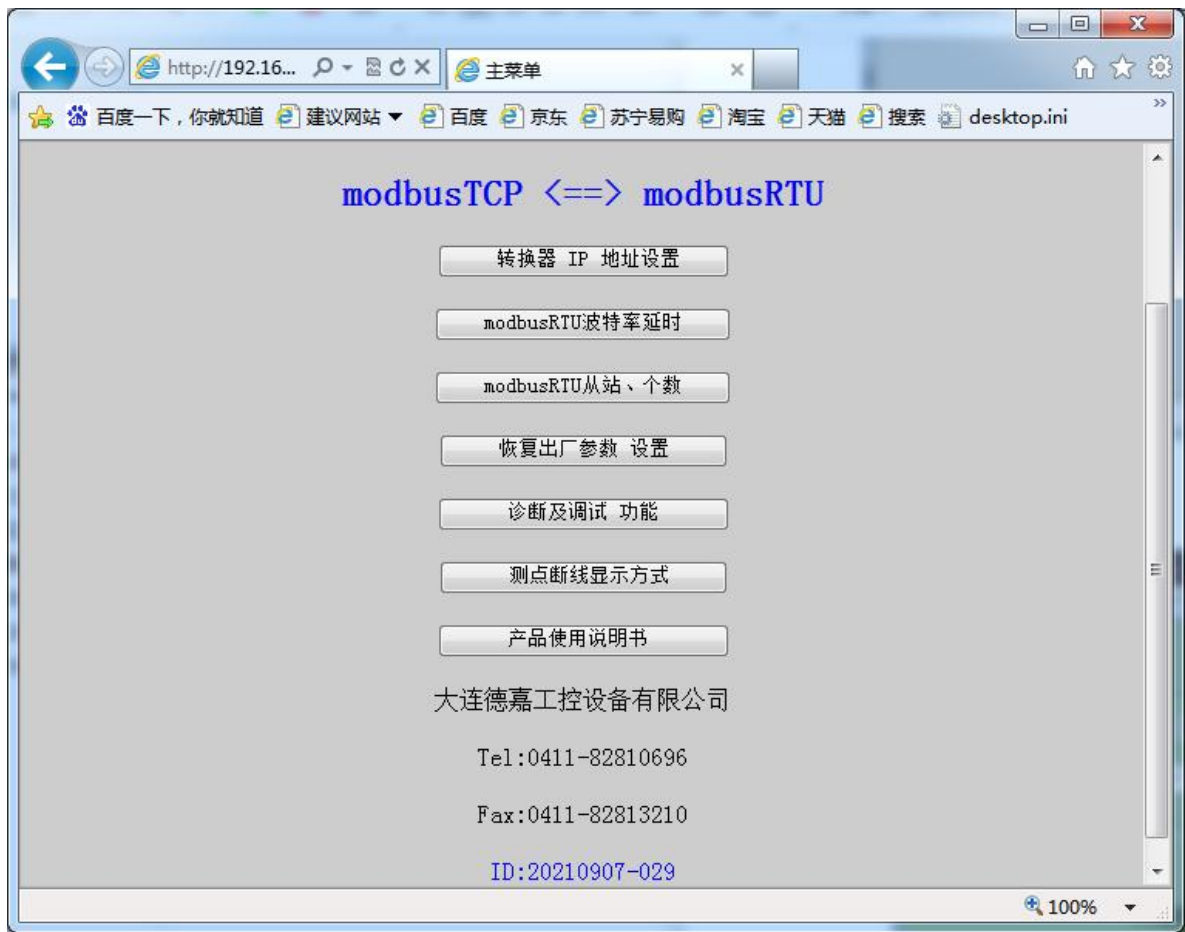 http://192.16...
主菜单
百度一下，你就知道 建议网站 百度 京东 苏宁易购 淘宝 天猫 搜索 desktop.ini
modbusTCP <==> modbusRTU
转换器 IP 地址设置
modbusRTU波特率延时
modbusRTU从站、个数
恢复出厂参数 设置
诊断及调试 功能
测点断线显示方式
产品使用说明书
大连德嘉工控设备有限公司
Tel:0411-82810696
Fax:0411-82813210
ID:20210907-029
100%